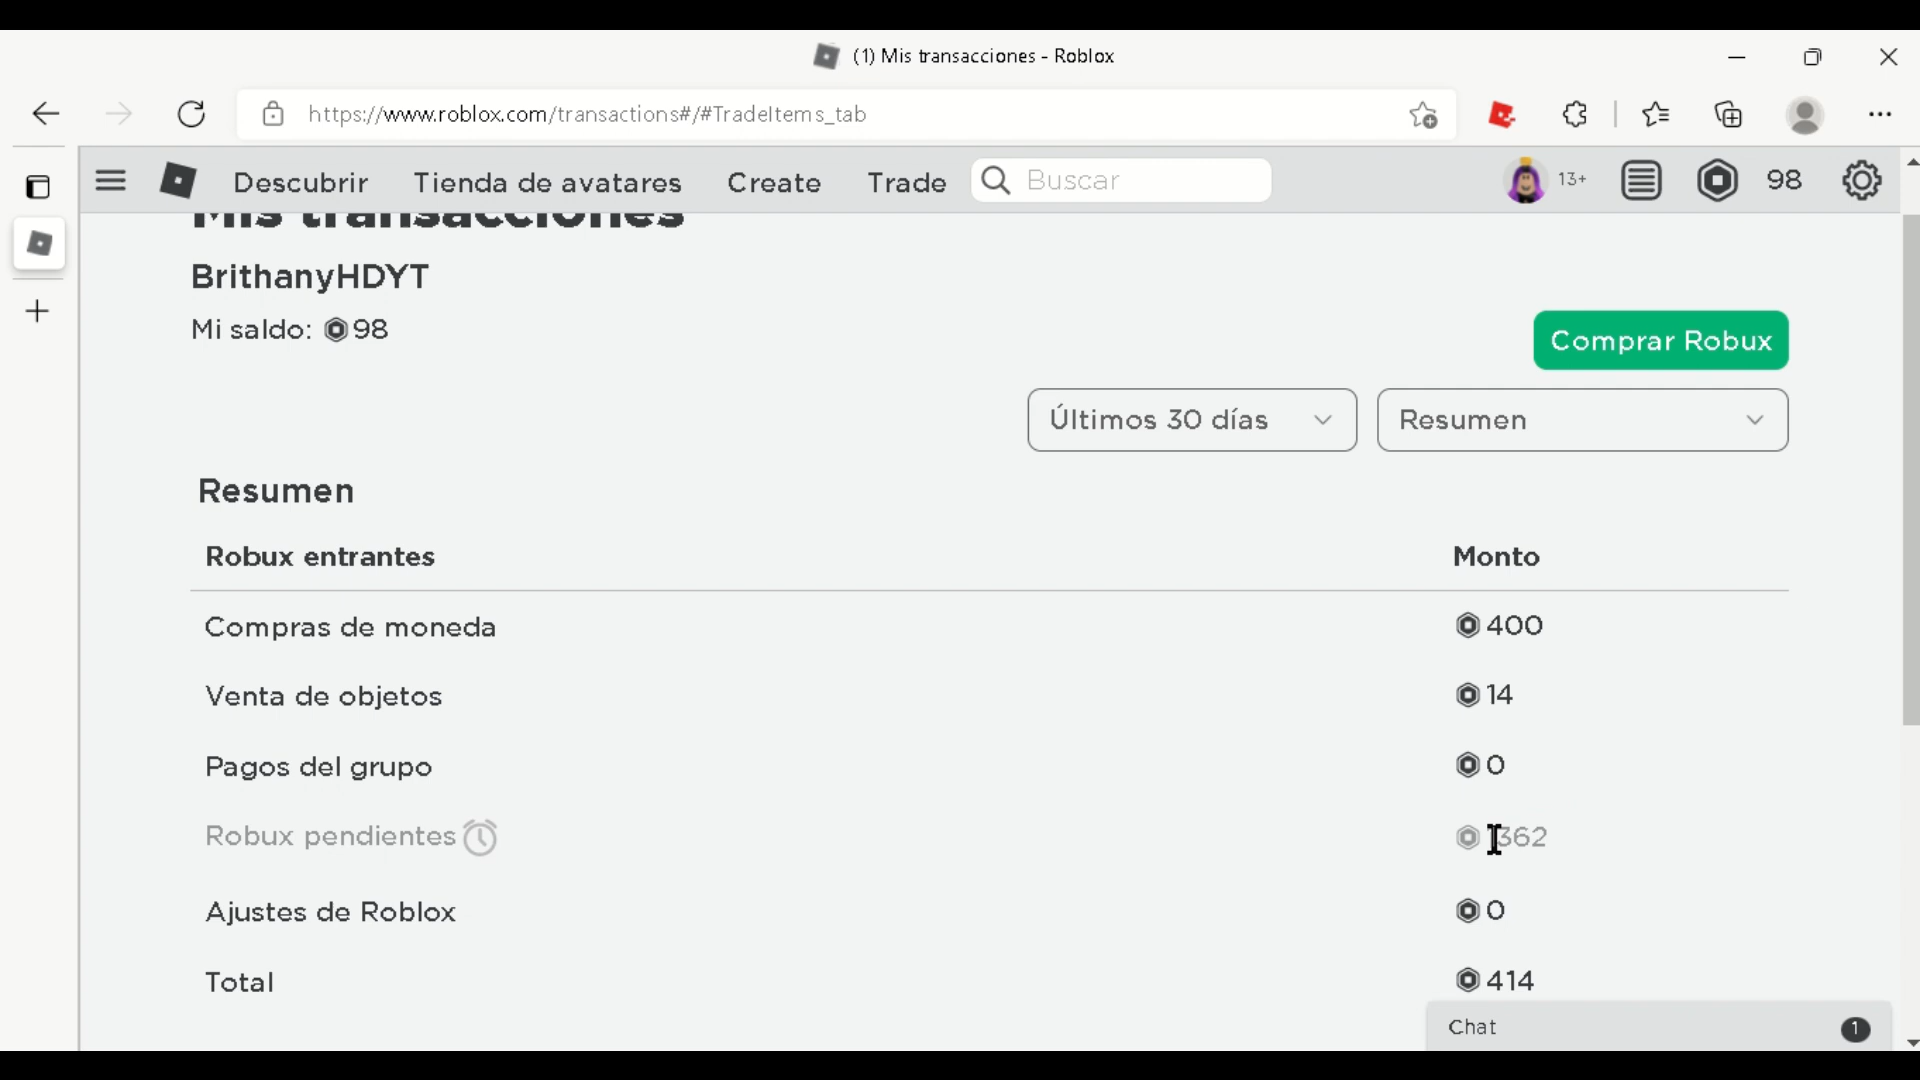 (1) Mis transacciones - Roblox
https://www.roblox.com/transactions#/#TradeItems_tab
Descubrir Tienda de avatares Create Trade Buscar 13+ 98
Mis transacciones
BrithanyHDYT
Mi saldo: 98
Comprar Robux
Últimos 30 días Resumen
Resumen
Robux entrantes Monto
Compras de moneda 400
Venta de objetos 14
Pagos del grupo 0
Robux pendientes
Ajustes de Roblox 0
Total 414
Chat 1